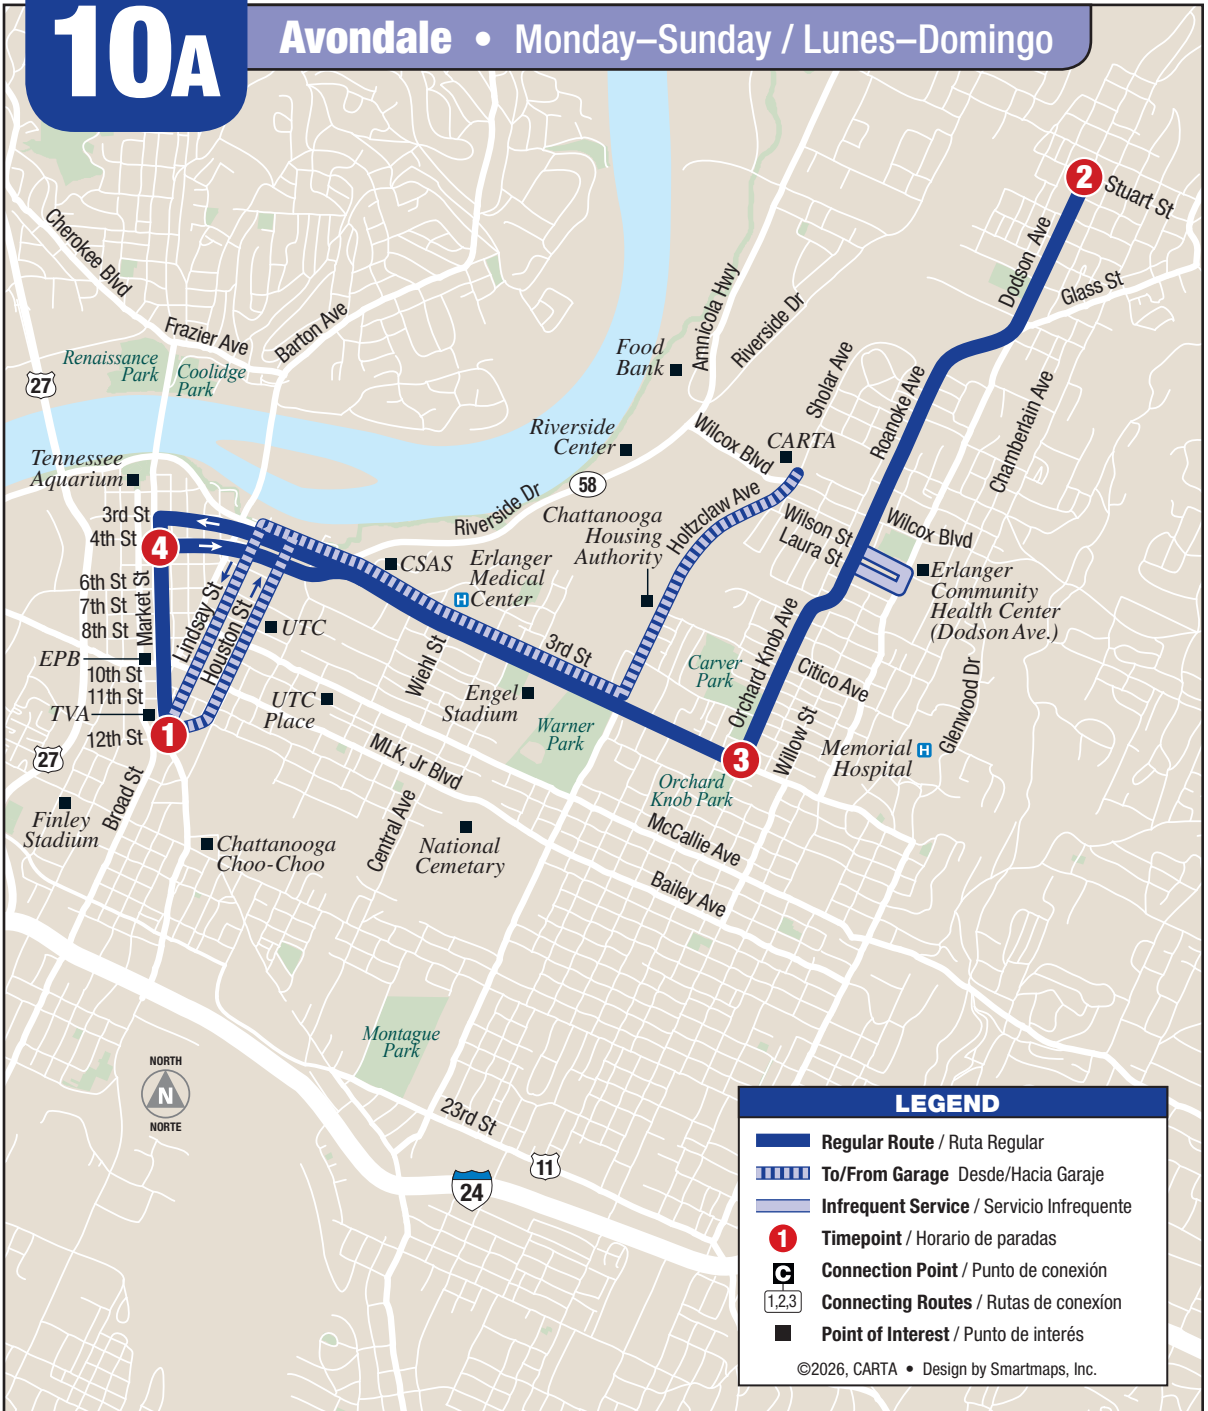 10A
Avondale • Monday–Sunday / Lunes–Domingo
2
Stuart St
Dodson Ave
Glass St
Cherokee Blvd
Frazier Ave
Barton Ave
Renaissance
Park
Coolidge
Park
27
Amnicola Hwy
Riverside Dr
Food
Bank
Sholar Ave
Roanoke Ave
Chamberlain Ave
Riverside
Center
Wilcox Blvd
CARTA
Tennessee
Aquarium
58
Riverside Dr
Chattanooga
Housing
Authority
Holtzclaw Ave
Wilson St
Laura St
Wilcox Blvd
3rd St
4th St
4
CSAS
Erlanger
Medical
Center
H
Erlanger
Community
Health Center
(Dodson Ave.)
6th St
7th St
8th St
Market St
Lindsay St
Houston St
UTC
EPB
10th St
11th St
TVA
12th St
1
UTC
Place
Wiehl St
3rd St
Engel
Stadium
Warner
Park
Carver
Park
Orchard Knob Ave
Citico Ave
Willow St
Glenwood Dr
Memorial
Hospital
H
3
Orchard
Knob Park
27
Broad St
MLK, Jr Blvd
Finley
Stadium
Chattanooga
Choo-Choo
Central Ave
National
Cemetary
McCallie Ave
Bailey Ave
Montague
Park
NORTH
N
NORTE
23rd St
11
24
LEGEND
Regular Route / Ruta Regular
To/From Garage Desde/Hacia Garaje
Infrequent Service / Servicio Infrequente
1 Timepoint / Horario de paradas
C Connection Point / Punto de conexión
1,2,3 Connecting Routes / Rutas de conexíon
Point of Interest / Punto de interés
©2026, CARTA • Design by Smartmaps, Inc.